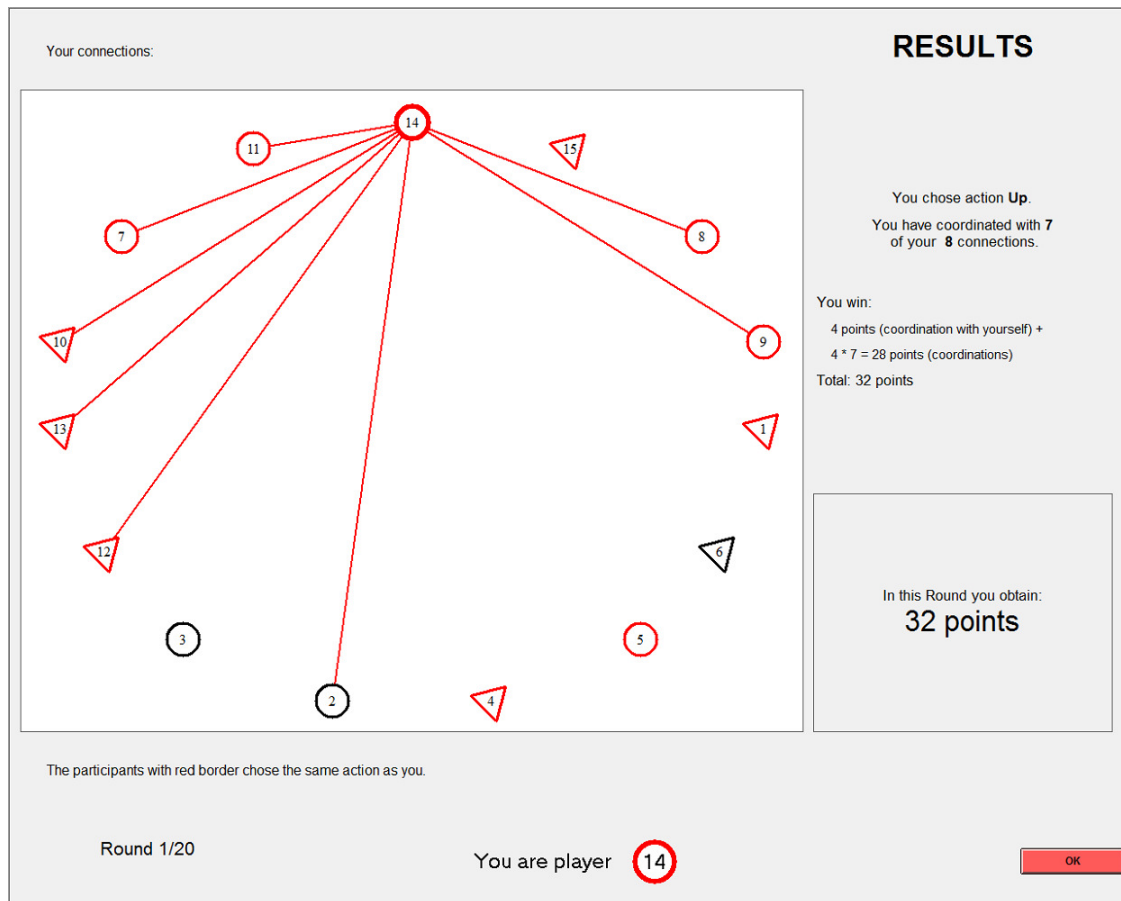 Your connections:
RESULTS
14
11
15
7
8
You chose action Up.
You have coordinated with 7
of your 8 connections.
10
9
You win:
4 points (coordination with yourself) +
4 * 7 = 28 points (coordinations)
Total: 32 points
13
1
12
6
3
5
2
4
In this Round you obtain:
32 points
The participants with red border chose the same action as you.
Round 1/20
You are player 14
OK